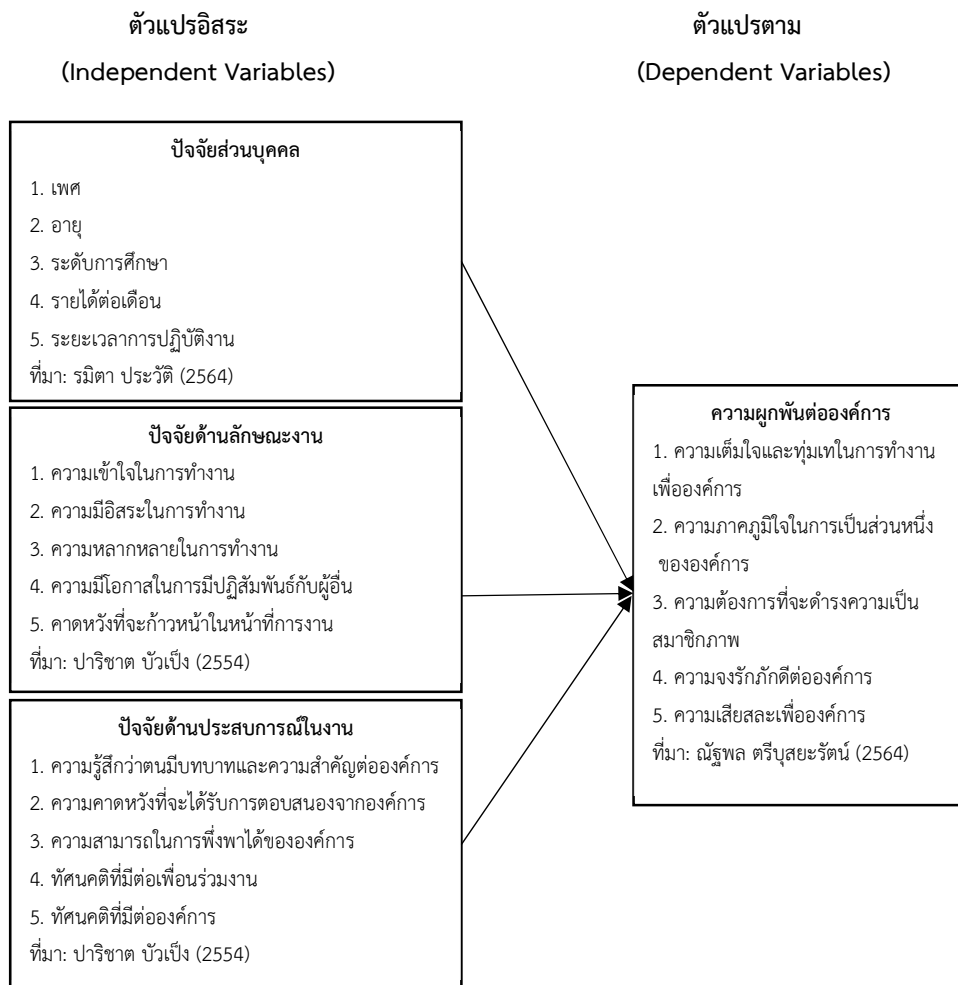 ตัวแปรอิสระ
(Independent Variables)
ตัวแปรตาม
(Dependent Variables)
ปัจจัยส่วนบุคคล
1. เพศ
2. อายุ
3. ระดับการศึกษา
4. รายได้ต่อเดือน
5. ระยะเวลาการปฏิบัติงาน
ที่มา: รมิตา ประวัติ (2564)
ปัจจัยด้านลักษณะงาน
1. ความเข้าใจในการทำงาน
2. ความมีอิสระในการทำงาน
3. ความหลากหลายในการทำงาน
4. ความมีโอกาสในการมีปฏิสัมพันธ์กับผู้อื่น
5. คาดหวังที่จะก้าวหน้าในหน้าที่การงาน
ที่มา: ปาริชาต บัวเป็ง (2554)
ปัจจัยด้านประสบการณ์ในงาน
1. ความรู้สึกว่าตนมีบทบาทและความสำคัญต่อองค์การ
2. ความคาดหวังที่จะได้รับการตอบสนองจากองค์การ
3. ความสามารถในการพึ่งพาได้ขององค์การ
4. ทัศนคติที่มีต่อเพื่อนร่วมงาน
5. ทัศนคติที่มีต่อองค์การ
ที่มา: ปาริชาต บัวเป็ง (2554)
ความผูกพันต่อองค์การ
1. ความเต็มใจและทุ่มเทในการทำงาน
เพื่อองค์การ
2. ความภาคภูมิใจในการเป็นส่วนหนึ่ง
ขององค์การ
3. ความต้องการที่จะดำรงความเป็น
สมาชิกภาพ
4. ความจงรักภักดีต่อองค์การ
5. ความเสียสละเพื่อองค์การ
ที่มา: ณัฐพล ตรีบุสยะรัตน์ (2564)